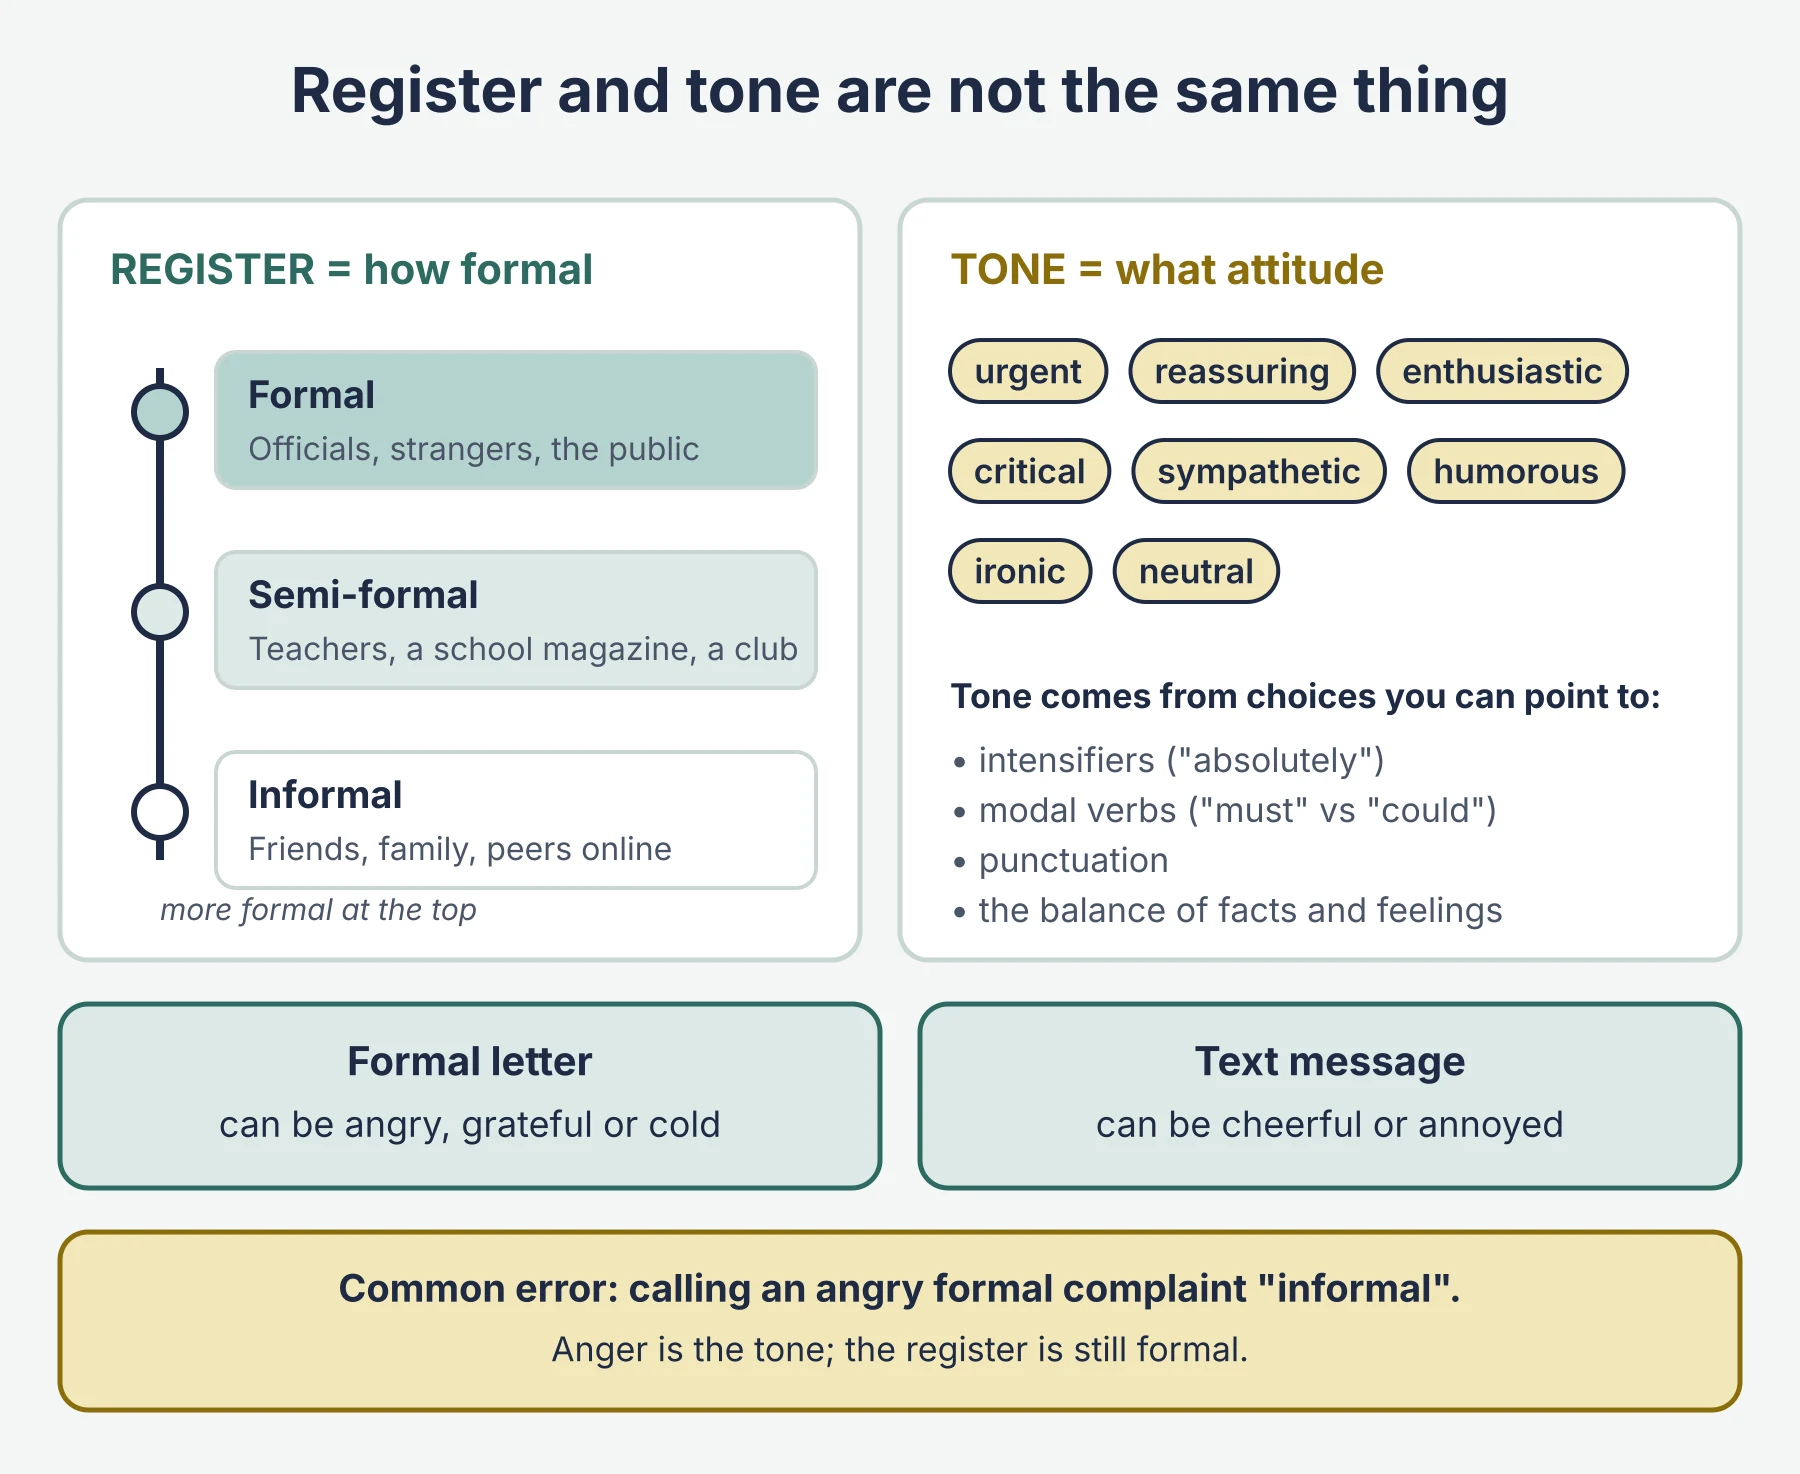 Register and tone are not the same thing
REGISTER = how formal
Formal
Officials, strangers, the public
Semi-formal
Teachers, a school magazine, a club
Informal
Friends, family, peers online
more formal at the top
TONE = what attitude
urgent reassuring enthusiastic
critical sympathetic humorous
ironic neutral
Tone comes from choices you can point to:
• intensifiers ("absolutely")
• modal verbs ("must" vs "could")
• punctuation
• the balance of facts and feelings
Formal letter
can be angry, grateful or cold
Text message
can be cheerful or annoyed
Common error: calling an angry formal complaint "informal".
Anger is the tone; the register is still formal.